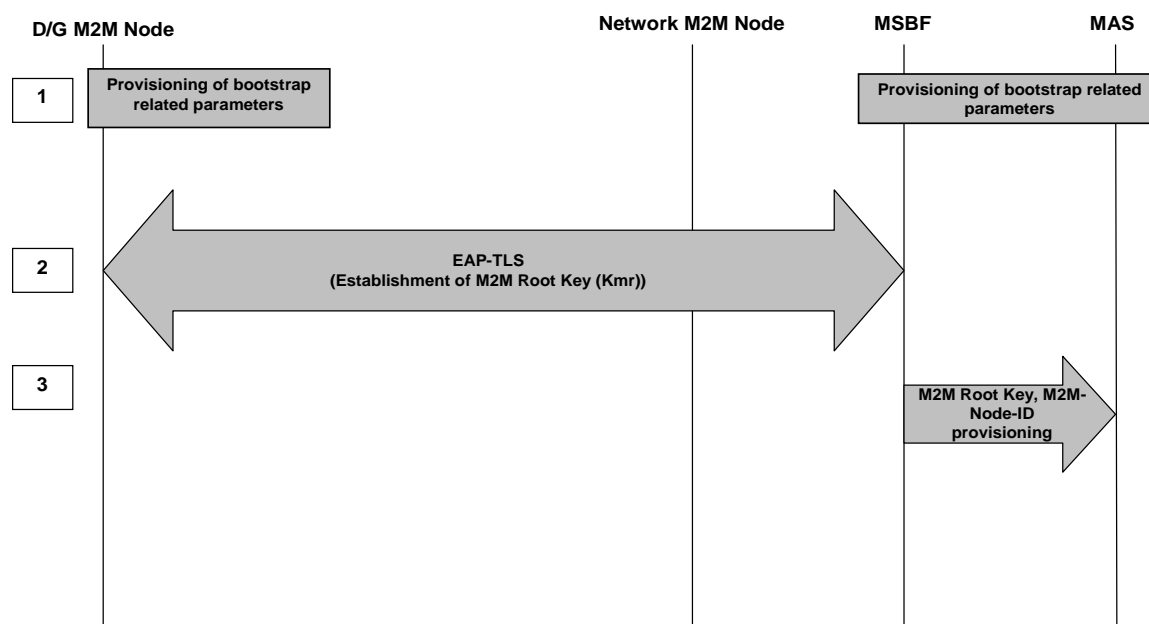 D/G M2M Node
Network M2M Node
MSBF
MAS
1
Provisioning of bootstrap
related parameters
Provisioning of bootstrap related
parameters
2
EAP-TLS
(Establishment of M2M Root Key (Kmr))
3
M2M Root Key, M2M-
Node-ID
provisioning